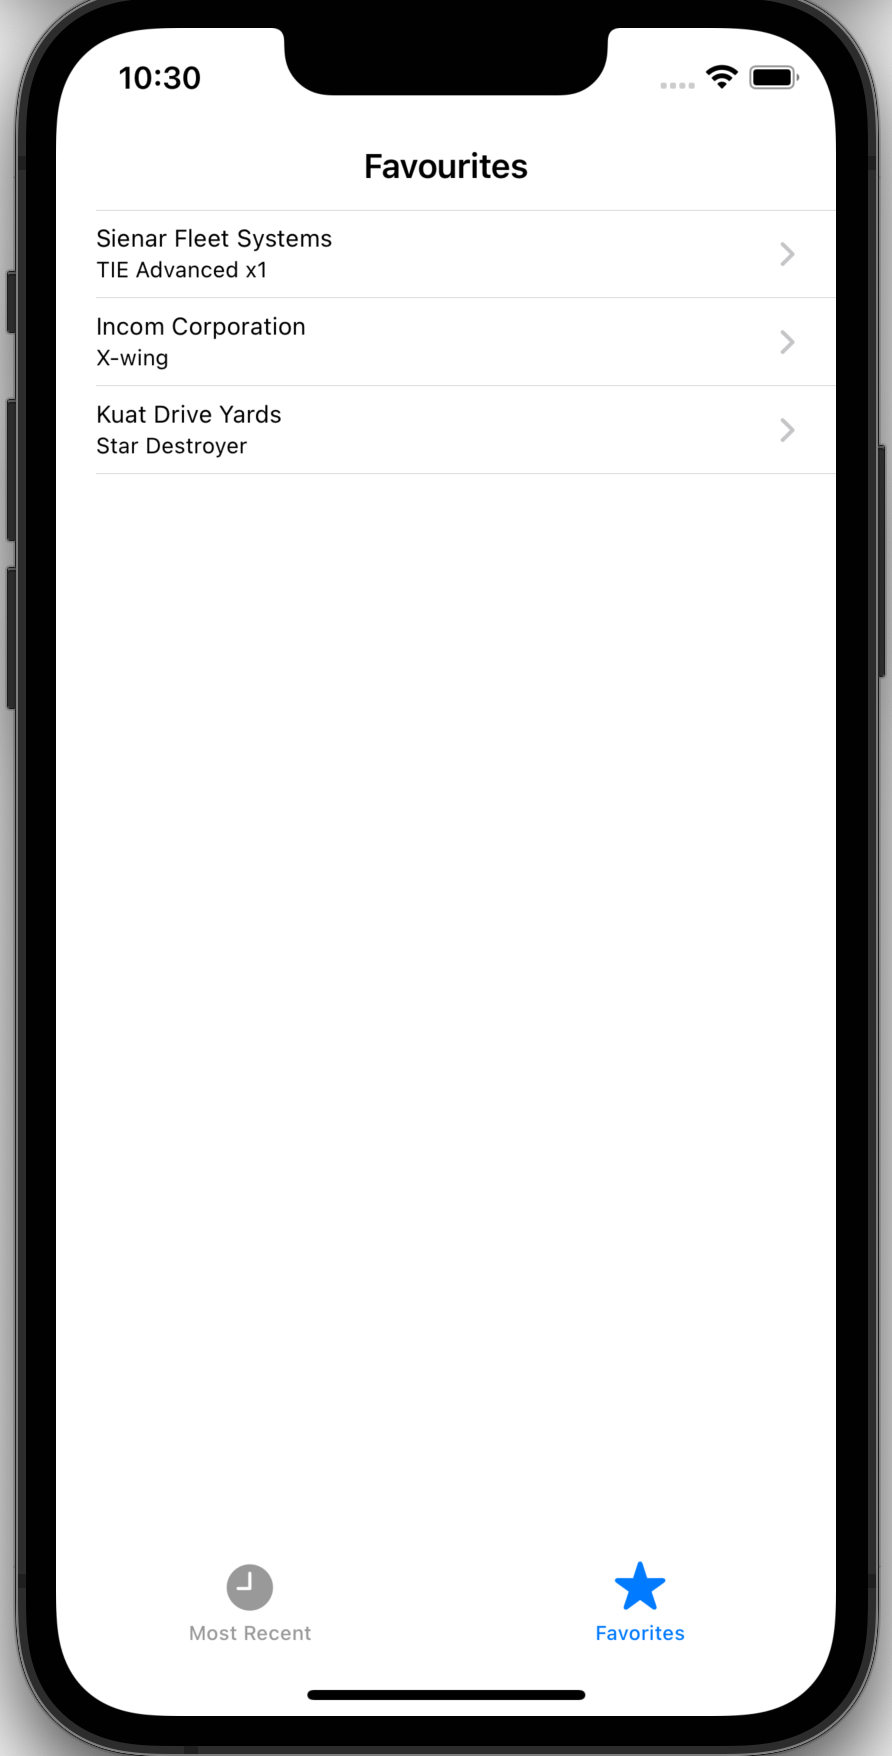 10:30
Favourites
Sienar Fleet Systems
TIE Advanced x1
Incom Corporation
X-wing
Kuat Drive Yards
Star Destroyer
Most Recent
Favorites